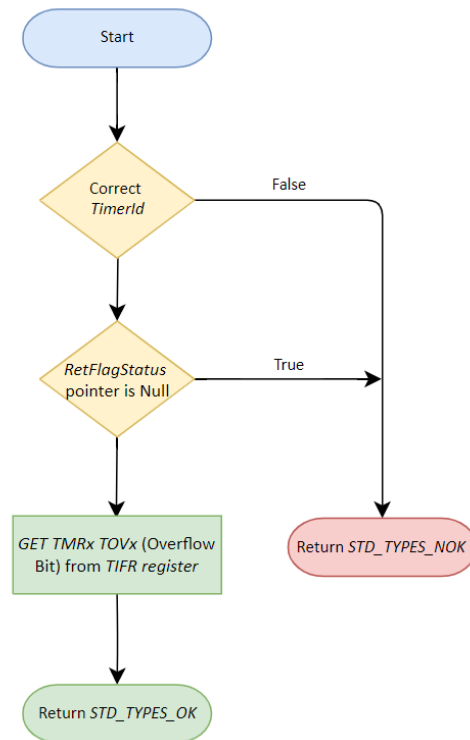 Start
Correct
TimerId
False
RetFlagStatus
pointer is Null
True
GET TMRx TOVx (Overflow
Bit) from TIFR register
Return STD_TYPES_NOK
Return STD_TYPES_OK